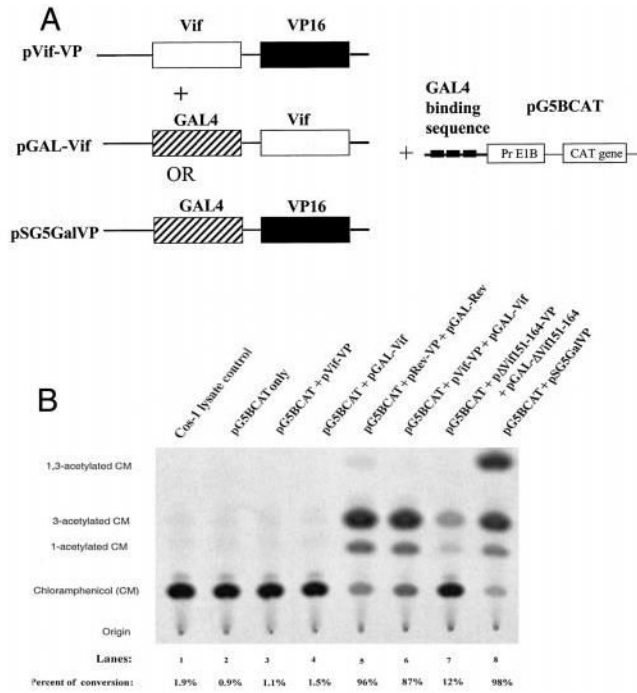 A
Vif VP16
pVif-VP
+
GAL4 Vif
pGAL-Vif
OR
GAL4 VP16
pSG5GalVP
GAL4
binding
sequence
pG5BCAT
+
Pr E1B CAT gene
B
Cos-1 lysate control
pG5BCAT only
pG5BCAT + pVif-VP
pG5BCAT + pGAL-Vif
pG5BCAT + pRev-VP + pGAL-Rev
pG5BCAT + pVif-VP + pGAL-Vif
pG5BCAT + pΔVif151-164-VP
+ pGAL-ΔVif151-164
pG5BCAT + pSG5GalVP
1,3-acetylated CM
3-acetylated CM
1-acetylated CM
Chloramphenicol (CM)
Origin
Lanes: 1 2 3 4 5 6 7 8
Percent of conversion: 1.9% 0.9% 1.1% 1.5% 96% 87% 12% 98%